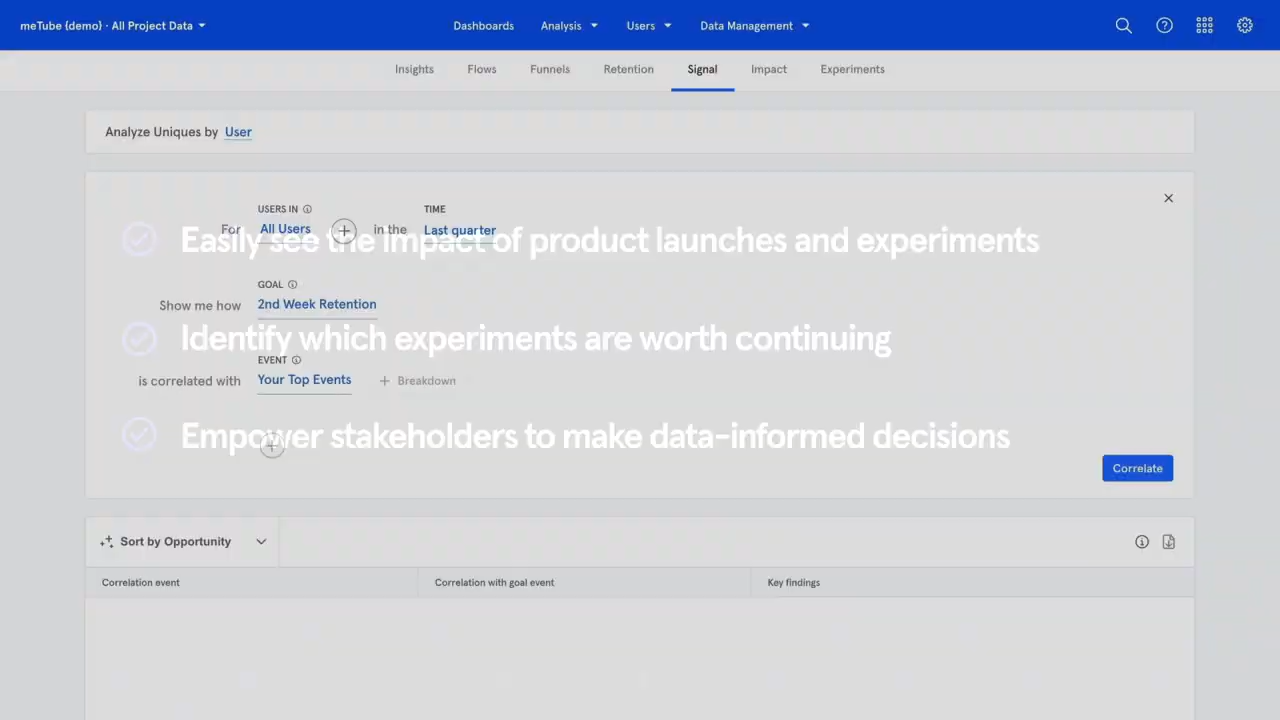 meTube {demo} · All Project Data
Dashboards
Analysis
Users
Data Management
Insights
Flows
Funnels
Retention
Signal
Impact
Experiments
Analyze Uniques by User
USERS IN
TIME
For All Users in the Last quarter
Easily see the impact of product launches and experiments
GOAL
Show me how 2nd Week Retention
Identify which experiments are worth continuing
EVENT
is correlated with Your Top Events + Breakdown
Empower stakeholders to make data-informed decisions
Correlate
Sort by Opportunity
Correlation event
Correlation with goal event
Key findings